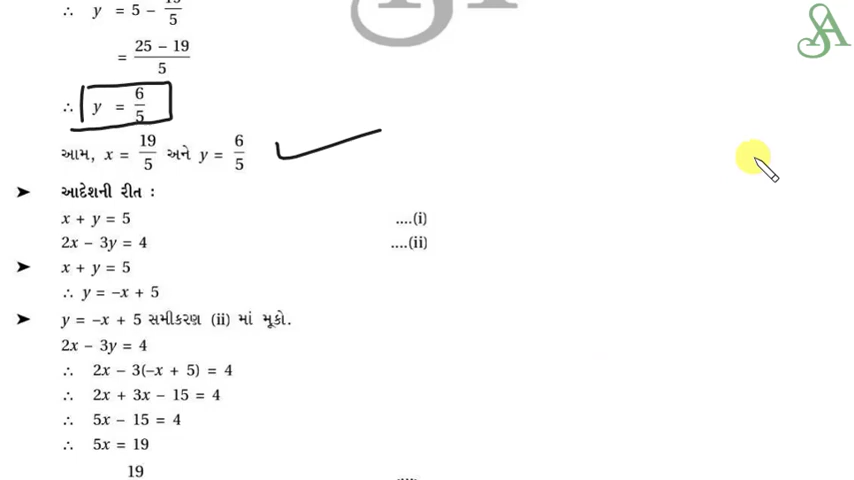 ∴ y = 5 − 19/5
= (25 − 19)/5
∴ y = 6/5
આમ, x = 19/5 અને y = 6/5
➤ આદેશની રીત :
x + y = 5 ....(i)
2x − 3y = 4 ....(ii)
➤ x + y = 5
∴ y = −x + 5
➤ y = −x + 5 સમીકરણ (ii) માં મૂકો.
2x − 3y = 4
∴ 2x − 3(−x + 5) = 4
∴ 2x + 3x − 15 = 4
∴ 5x − 15 = 4
∴ 5x = 19
19